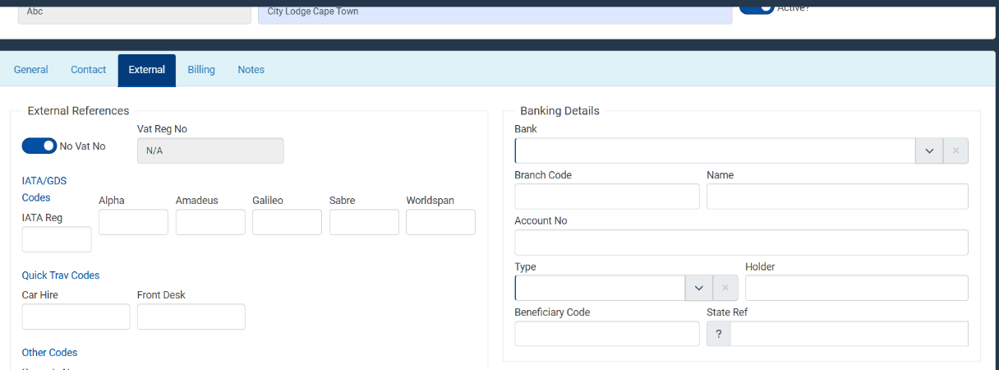 Abc
City Lodge Cape Town
Active?
General
Contact
External
Billing
Notes
External References
No Vat No
Vat Reg No
N/A
IATA/GDS
Codes
IATA Reg
Alpha
Amadeus
Galileo
Sabre
Worldspan
Quick Trav Codes
Car Hire
Front Desk
Other Codes
Banking Details
Bank
Branch Code
Name
Account No
Type
Holder
Beneficiary Code
State Ref
?